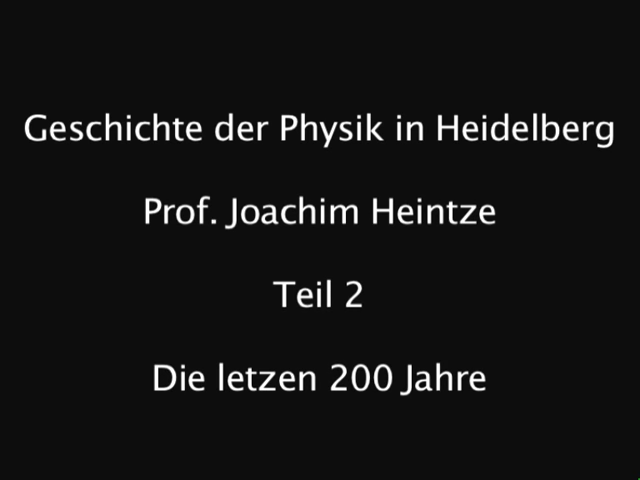 Geschichte der Physik in Heidelberg
Prof. Joachim Heintze
Teil 2
Die letzen 200 Jahre